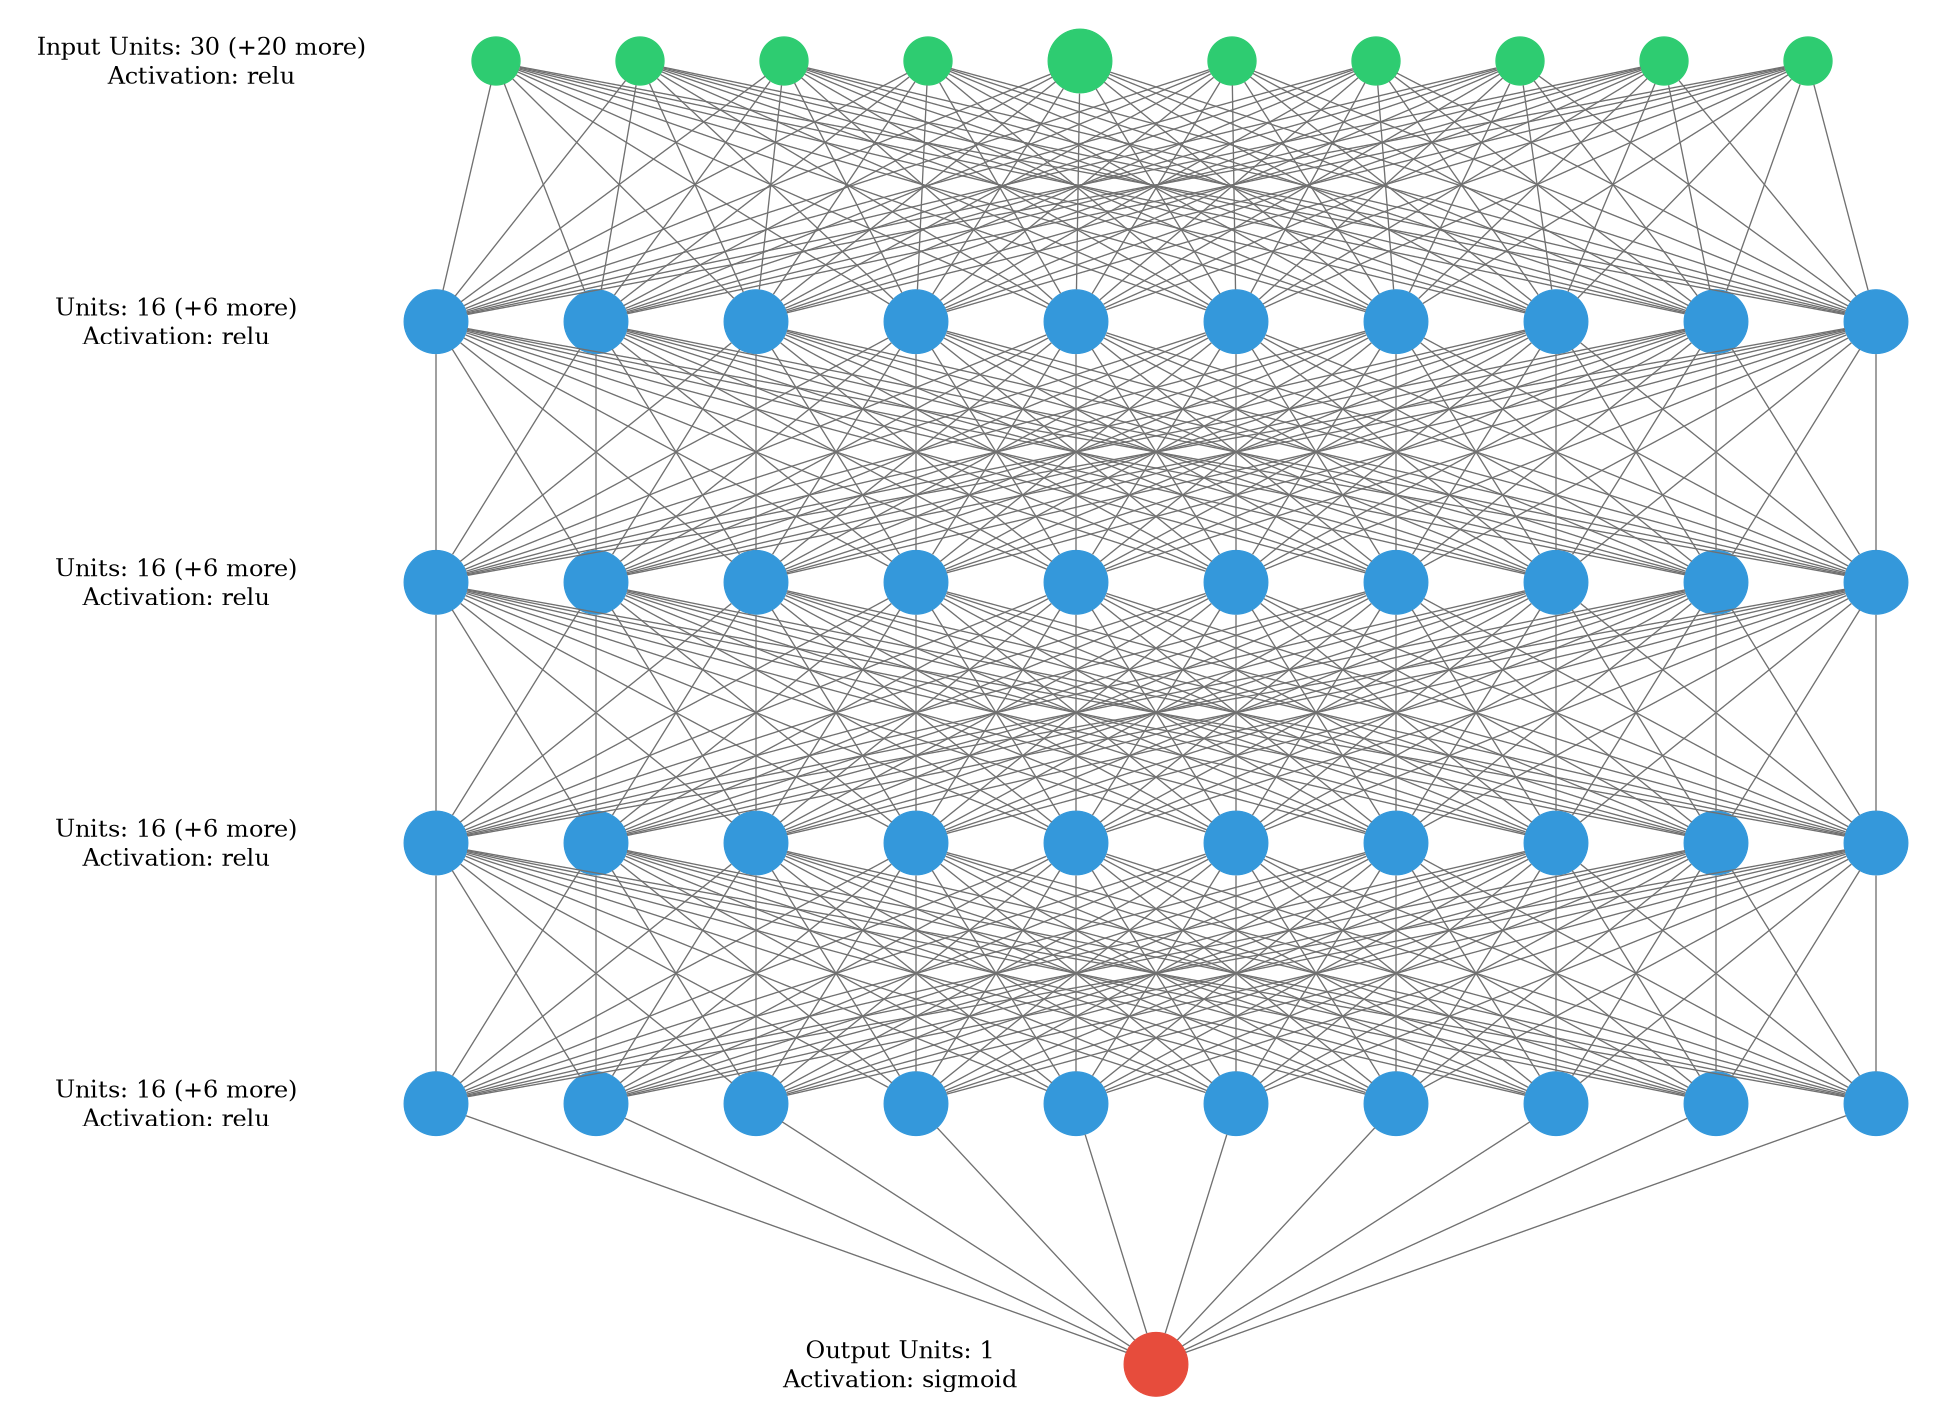 Input Units: 30 (+20 more)
Activation: relu
Units: 16 (+6 more)
Activation: relu
Units: 16 (+6 more)
Activation: relu
Units: 16 (+6 more)
Activation: relu
Units: 16 (+6 more)
Activation: relu
Output Units: 1
Activation: sigmoid